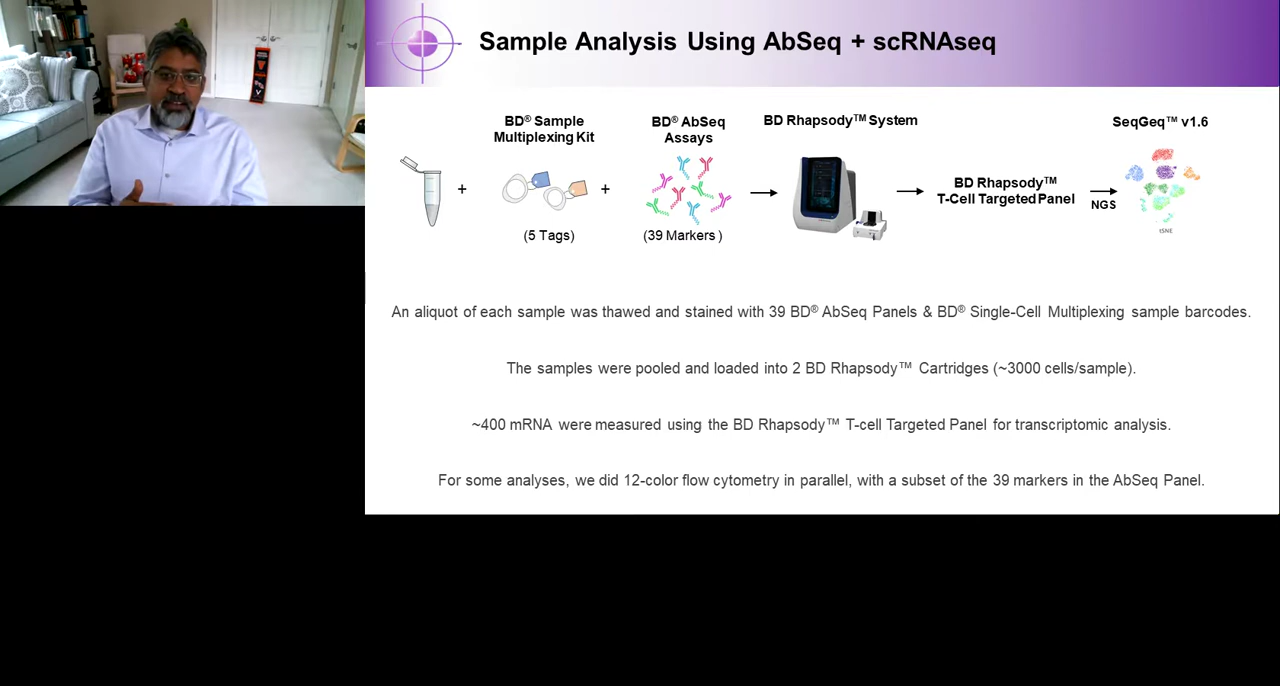 Sample Analysis Using AbSeq + scRNAseq
BD® Sample
Multiplexing Kit
BD® AbSeq
Assays
BD Rhapsody™ System
SeqGeq™ v1.6
+
+
BD Rhapsody™
T-Cell Targeted Panel
NGS
(5 Tags)
(39 Markers )
tSNE
An aliquot of each sample was thawed and stained with 39 BD® AbSeq Panels & BD® Single-Cell Multiplexing sample barcodes.
The samples were pooled and loaded into 2 BD Rhapsody™ Cartridges (~3000 cells/sample).
~400 mRNA were measured using the BD Rhapsody™ T-cell Targeted Panel for transcriptomic analysis.
For some analyses, we did 12-color flow cytometry in parallel, with a subset of the 39 markers in the AbSeq Panel.